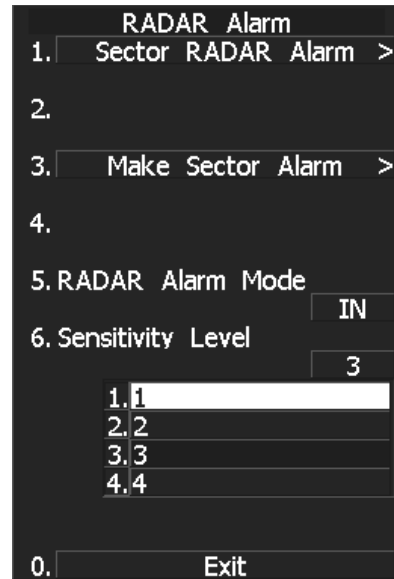 RADAR Alarm
1. Sector RADAR Alarm >
2.
3. Make Sector Alarm >
4.
5. RADAR Alarm Mode
IN
6. Sensitivity Level
3
1. 1
2. 2
3. 3
4. 4
0. Exit